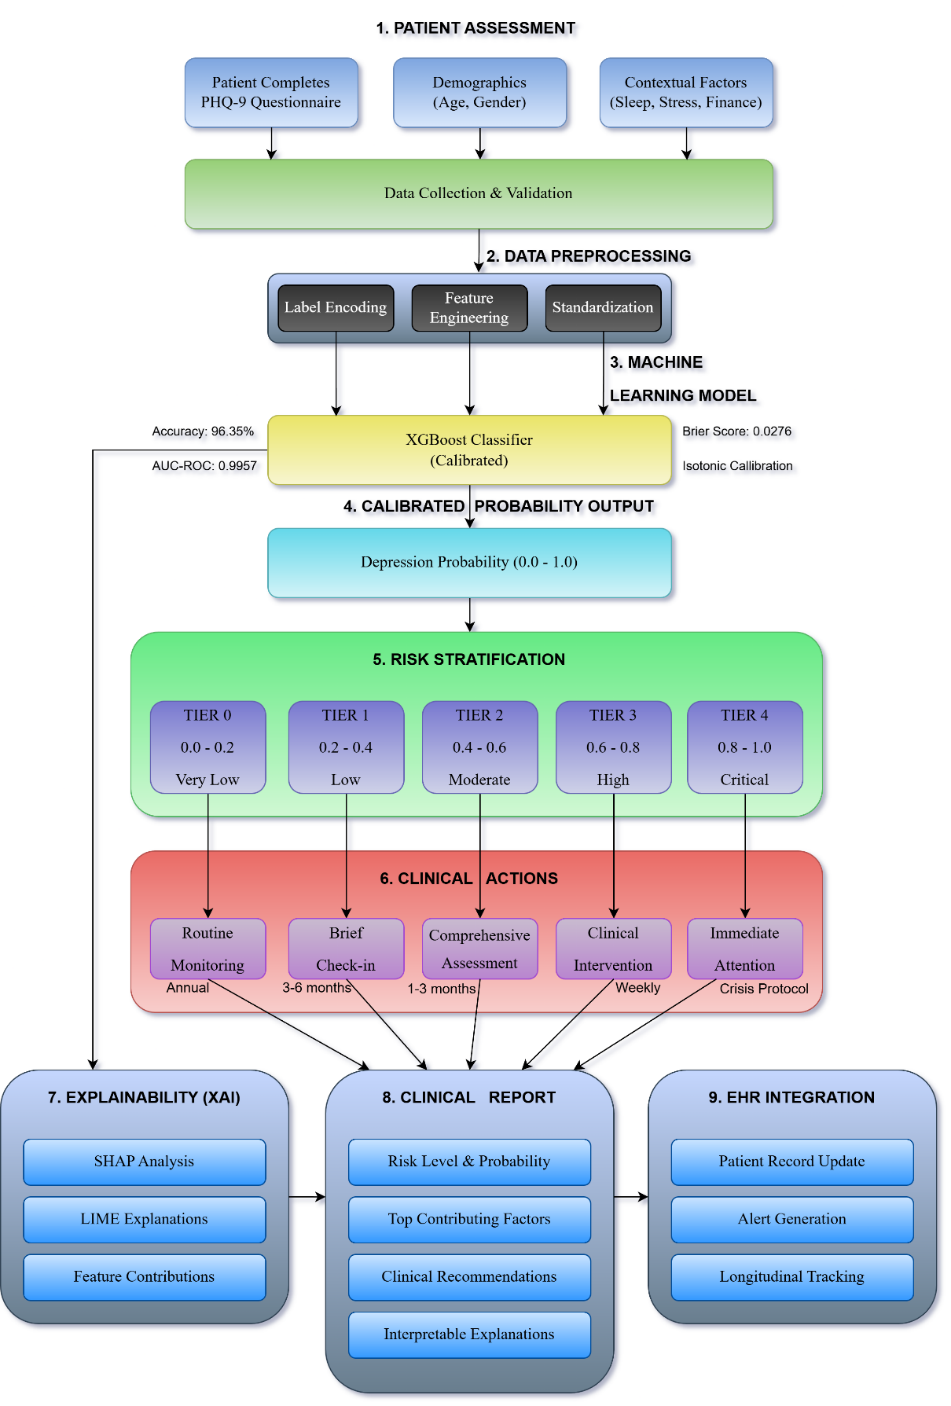 1. PATIENT ASSESSMENT
Patient Completes
PHQ-9 Questionnaire
Demographics
(Age, Gender)
Contextual Factors
(Sleep, Stress, Finance)
Data Collection & Validation
2. DATA PREPROCESSING
Label Encoding
Feature
Engineering
Standardization
3. MACHINE
LEARNING MODEL
Accuracy: 96.35%
AUC-ROC: 0.9957
XGBoost Classifier
(Calibrated)
Brier Score: 0.0276
Isotonic Callibration
4. CALIBRATED PROBABILITY OUTPUT
Depression Probability (0.0 - 1.0)
5. RISK STRATIFICATION
TIER 0
0.0 - 0.2
Very Low
TIER 1
0.2 - 0.4
Low
TIER 2
0.4 - 0.6
Moderate
TIER 3
0.6 - 0.8
High
TIER 4
0.8 - 1.0
Critical
6. CLINICAL ACTIONS
Routine
Monitoring
Annual
Brief
Check-in
3-6 months
Comprehensive
Assessment
1-3 months
Clinical
Intervention
Weekly
Immediate
Attention
Crisis Protocol
7. EXPLAINABILITY (XAI)
SHAP Analysis
LIME Explanations
Feature Contributions
8. CLINICAL REPORT
Risk Level & Probability
Top Contributing Factors
Clinical Recommendations
Interpretable Explanations
9. EHR INTEGRATION
Patient Record Update
Alert Generation
Longitudinal Tracking